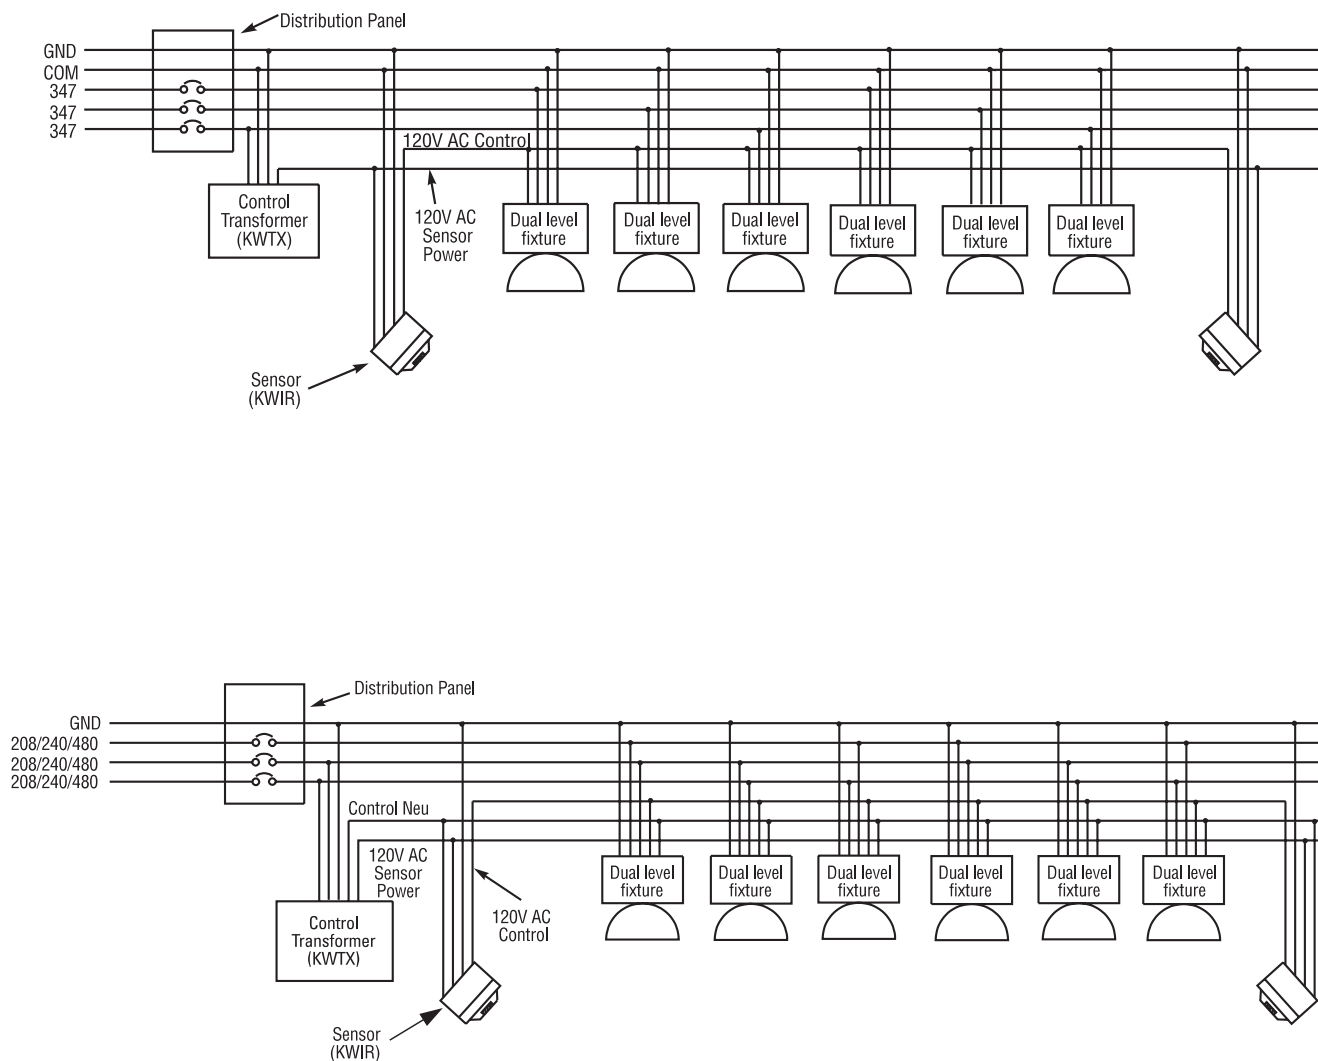 Distribution Panel
GND
COM
347
347
347
120V AC Control
Control
Transformer
(KWTX)
120V AC
Sensor
Power
Dual level
fixture
Dual level
fixture
Dual level
fixture
Dual level
fixture
Dual level
fixture
Dual level
fixture
Sensor
(KWIR)
Distribution Panel
GND
208/240/480
208/240/480
208/240/480
Control Neu
120V AC
Sensor
Power
Dual level
fixture
Dual level
fixture
Dual level
fixture
Dual level
fixture
Dual level
fixture
Dual level
fixture
120V AC
Control
Control
Transformer
(KWTX)
Sensor
(KWIR)